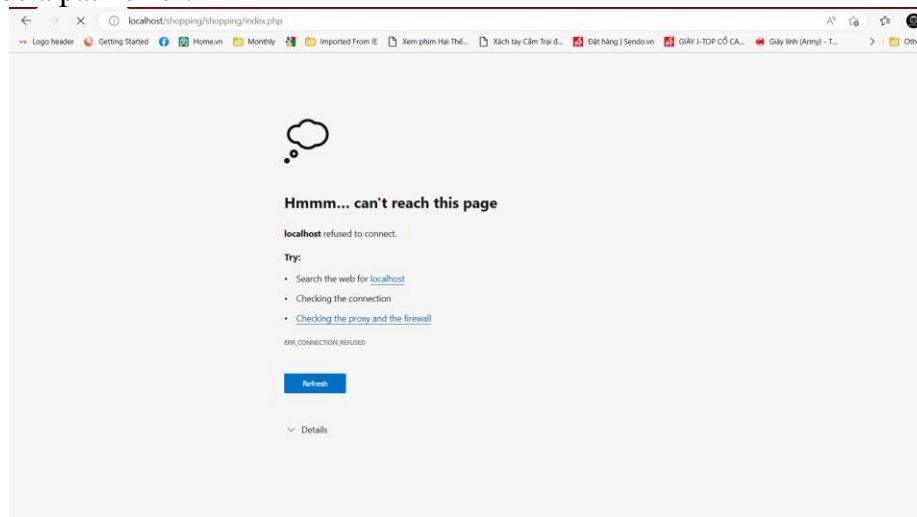 localhost/shopping/shopping/index.php
Logo header Getting Started Home.vn Monthly Imported From IE Xem phim Hai Thế... Xách tay Cắm Trại đ... Đặt hàng | Sendo.vn GIÀY J-TOP CỔ CA... Giày lính (Army) - T... Oth
Hmmm... can't reach this page
localhost refused to connect.
Try:
• Search the web for localhost
• Checking the connection
• Checking the proxy and the firewall
ERR_CONNECTION_REFUSED
Refresh
Details